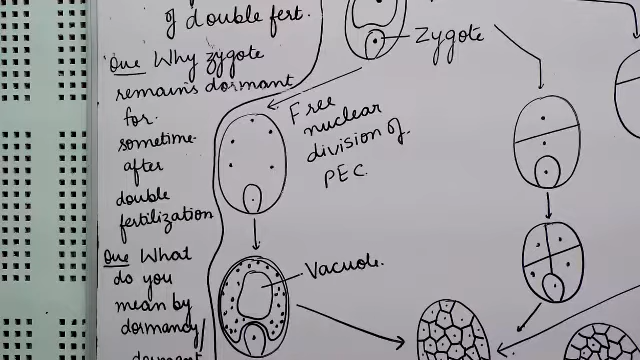 of double fert.
Que Why zygote
remains dormant
for
sometime
after
double
fertilization
Que What
do you
mean by
dormancy/
dormant
Zygote
Free
nuclear
division of
PEC.
Vacuole.